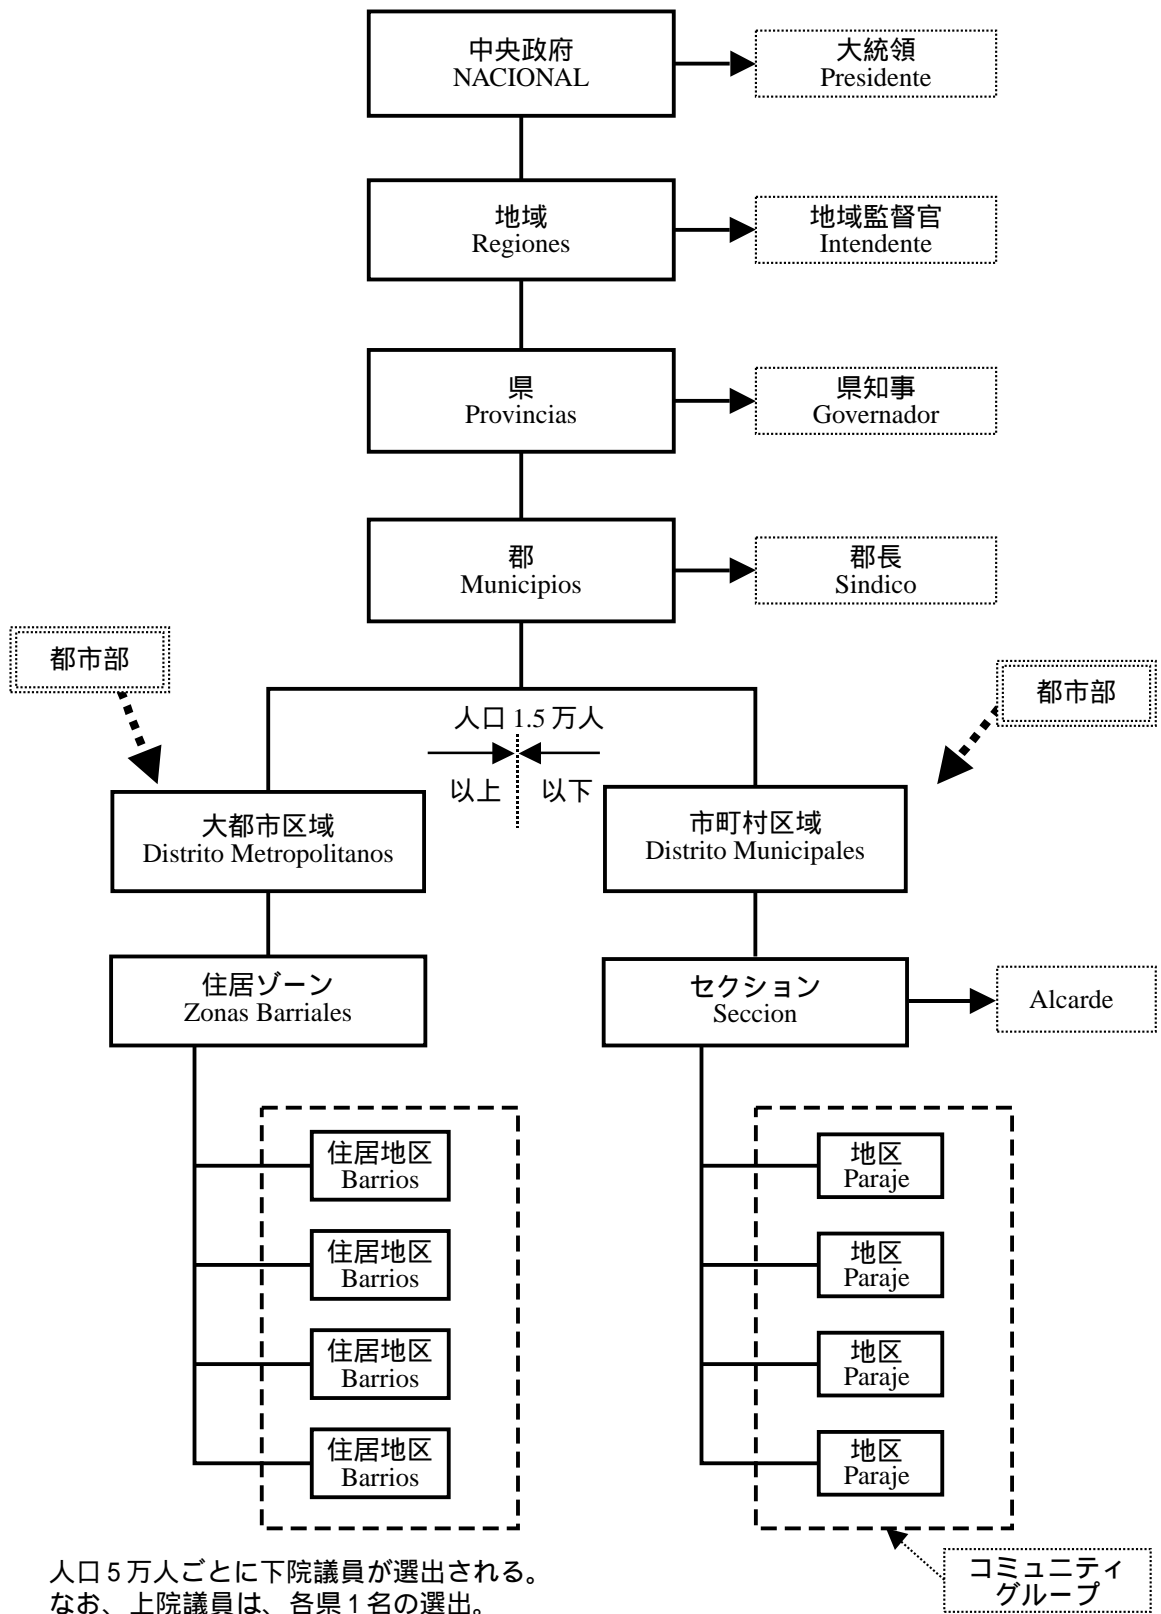 中央政府
NACIONAL
大統領
Presidente
地域
Regiones
地域監督官
Intendente
県
Provincias
県知事
Governador
郡
Municipios
郡長
Sindico
都市部
都市部
人口 1.5 万人
以上
以下
大都市区域
Distrito Metropolitanos
市町村区域
Distrito Municipales
住居ゾーン
Zonas Barriales
セクション
Seccion
Alcarde
住居地区
Barrios
地区
Paraje
住居地区
Barrios
地区
Paraje
住居地区
Barrios
地区
Paraje
住居地区
Barrios
地区
Paraje
コミュニティ
グループ
人口 5 万人ごとに下院議員が選出される。
なお、上院議員は、各県 1 名の選出。